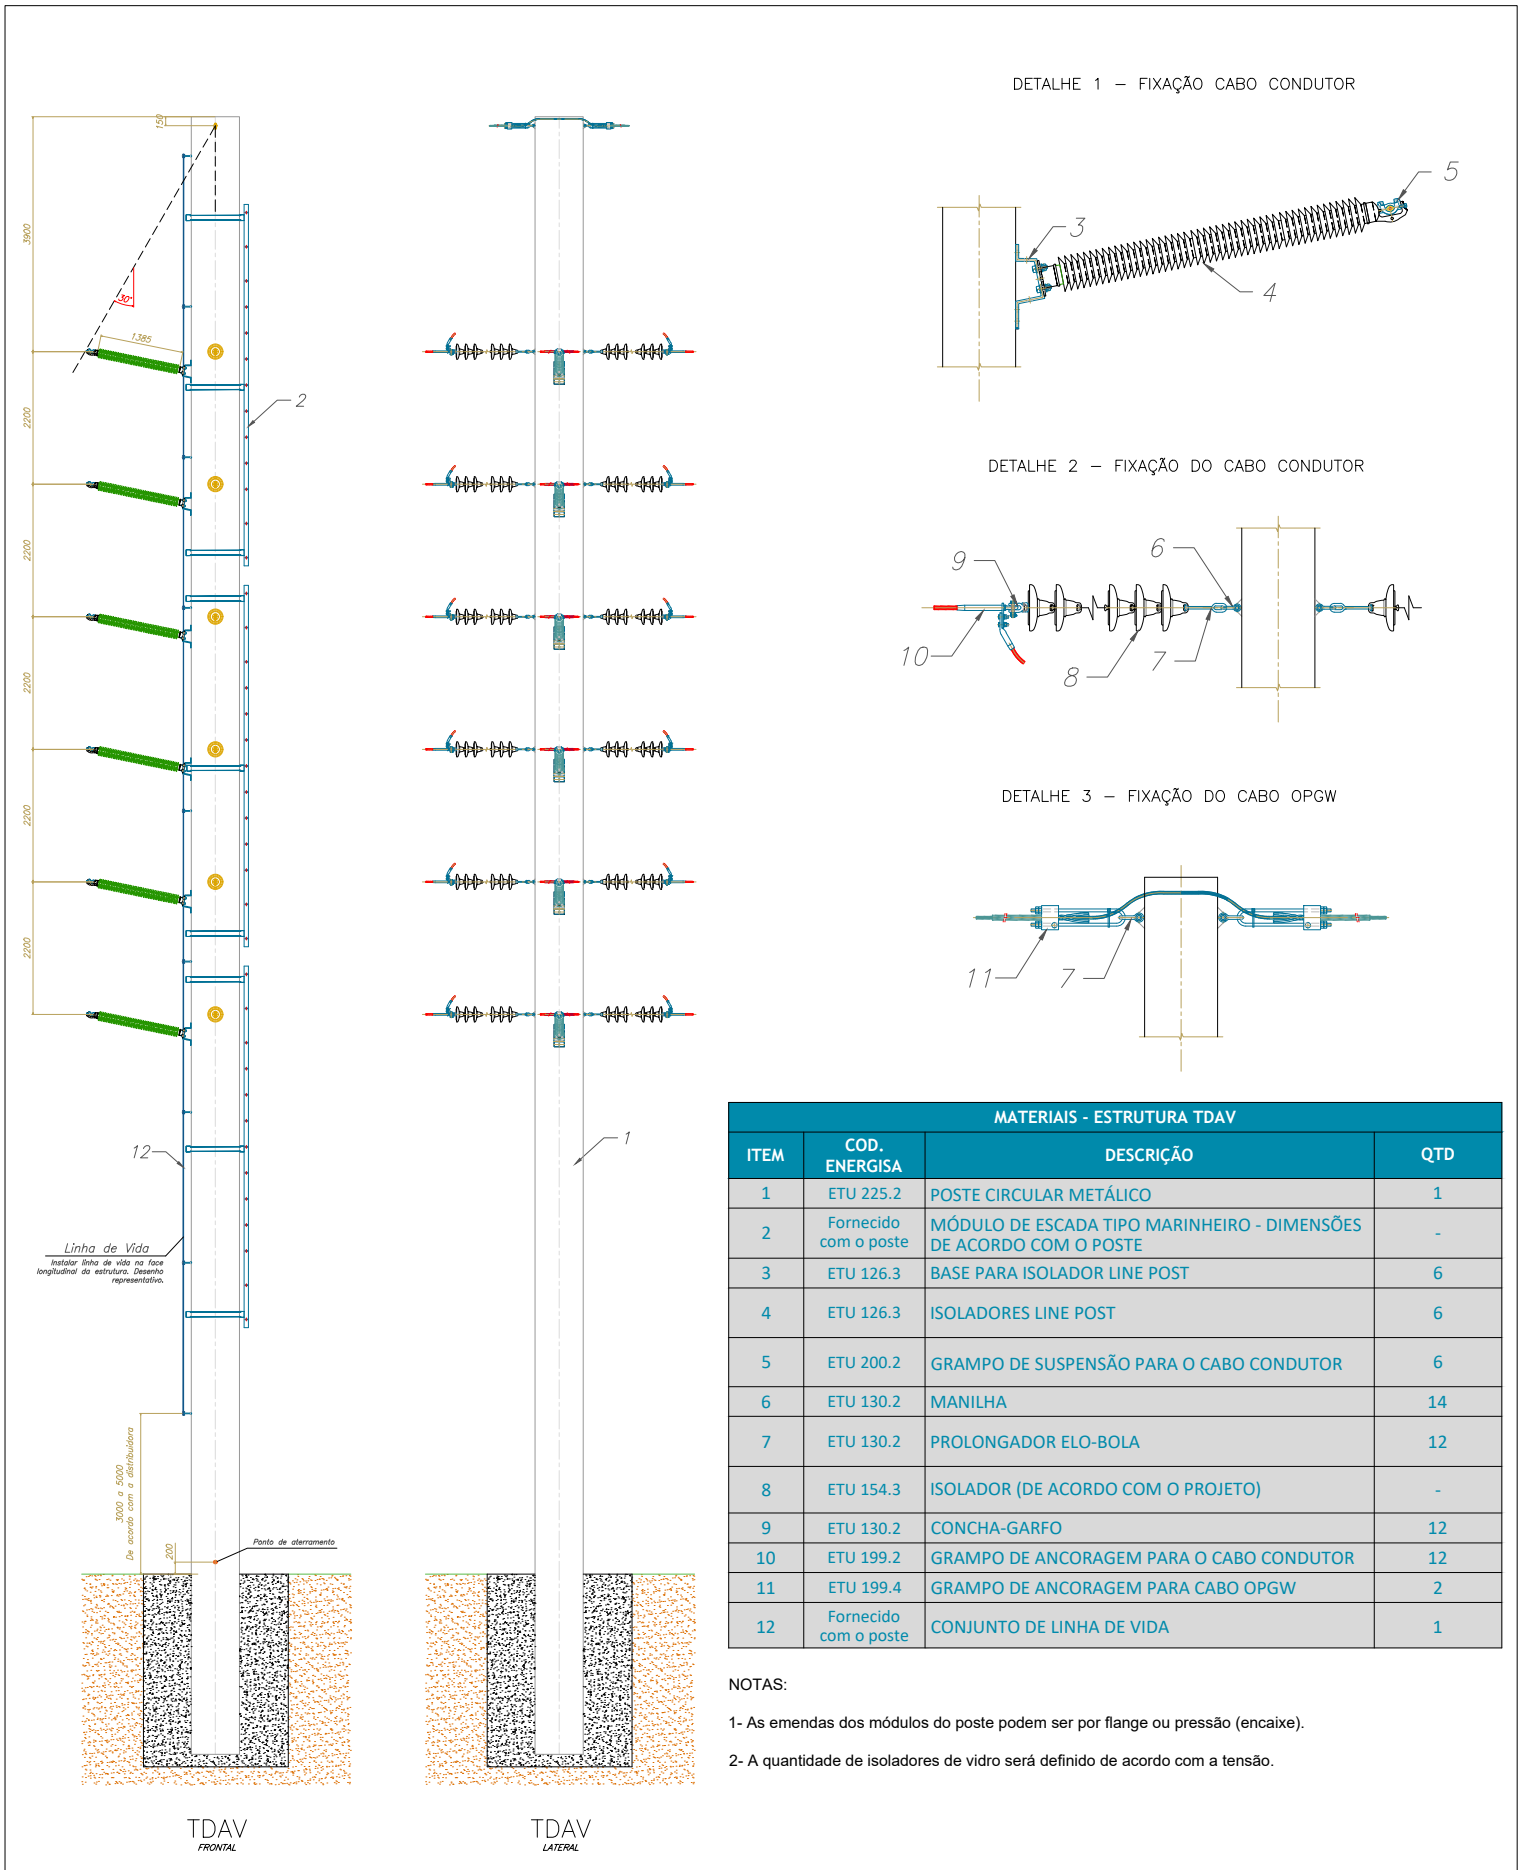 DETALHE 1 – FIXAÇÃO CABO CONDUTOR
150
3900
30°
1385
2200
2200
2200
2200
2200
2
12
Linha de Vida
Instalar linha de vida na face
longitudinal da estrutura. Desenho
representativo.
3000 a 5000
De acordo com a distribuidora
200
Ponto de aterramento
TDAV
FRONTAL
1
TDAV
LATERAL
5
3
4
DETALHE 2 – FIXAÇÃO DO CABO CONDUTOR
9
6
10
8
7
DETALHE 3 – FIXAÇÃO DO CABO OPGW
11
7
MATERIAIS - ESTRUTURA TDAV
ITEM COD. ENERGISA DESCRIÇÃO QTD
1 ETU 225.2 POSTE CIRCULAR METÁLICO 1
2 Fornecido com o poste MÓDULO DE ESCADA TIPO MARINHEIRO - DIMENSÕES
DE ACORDO COM O POSTE -
3 ETU 126.3 BASE PARA ISOLADOR LINE POST 6
4 ETU 126.3 ISOLADORES LINE POST 6
5 ETU 200.2 GRAMPO DE SUSPENSÃO PARA O CABO CONDUTOR 6
6 ETU 130.2 MANILHA 14
7 ETU 130.2 PROLONGADOR ELO-BOLA 12
8 ETU 154.3 ISOLADOR (DE ACORDO COM O PROJETO) -
9 ETU 130.2 CONCHA-GARFO 12
10 ETU 199.2 GRAMPO DE ANCORAGEM PARA O CABO CONDUTOR 12
11 ETU 199.4 GRAMPO DE ANCORAGEM PARA CABO OPGW 2
12 Fornecido com o poste CONJUNTO DE LINHA DE VIDA 1
NOTAS:
1- As emendas dos módulos do poste podem ser por flange ou pressão (encaixe).
2- A quantidade de isoladores de vidro será definido de acordo com a tensão.